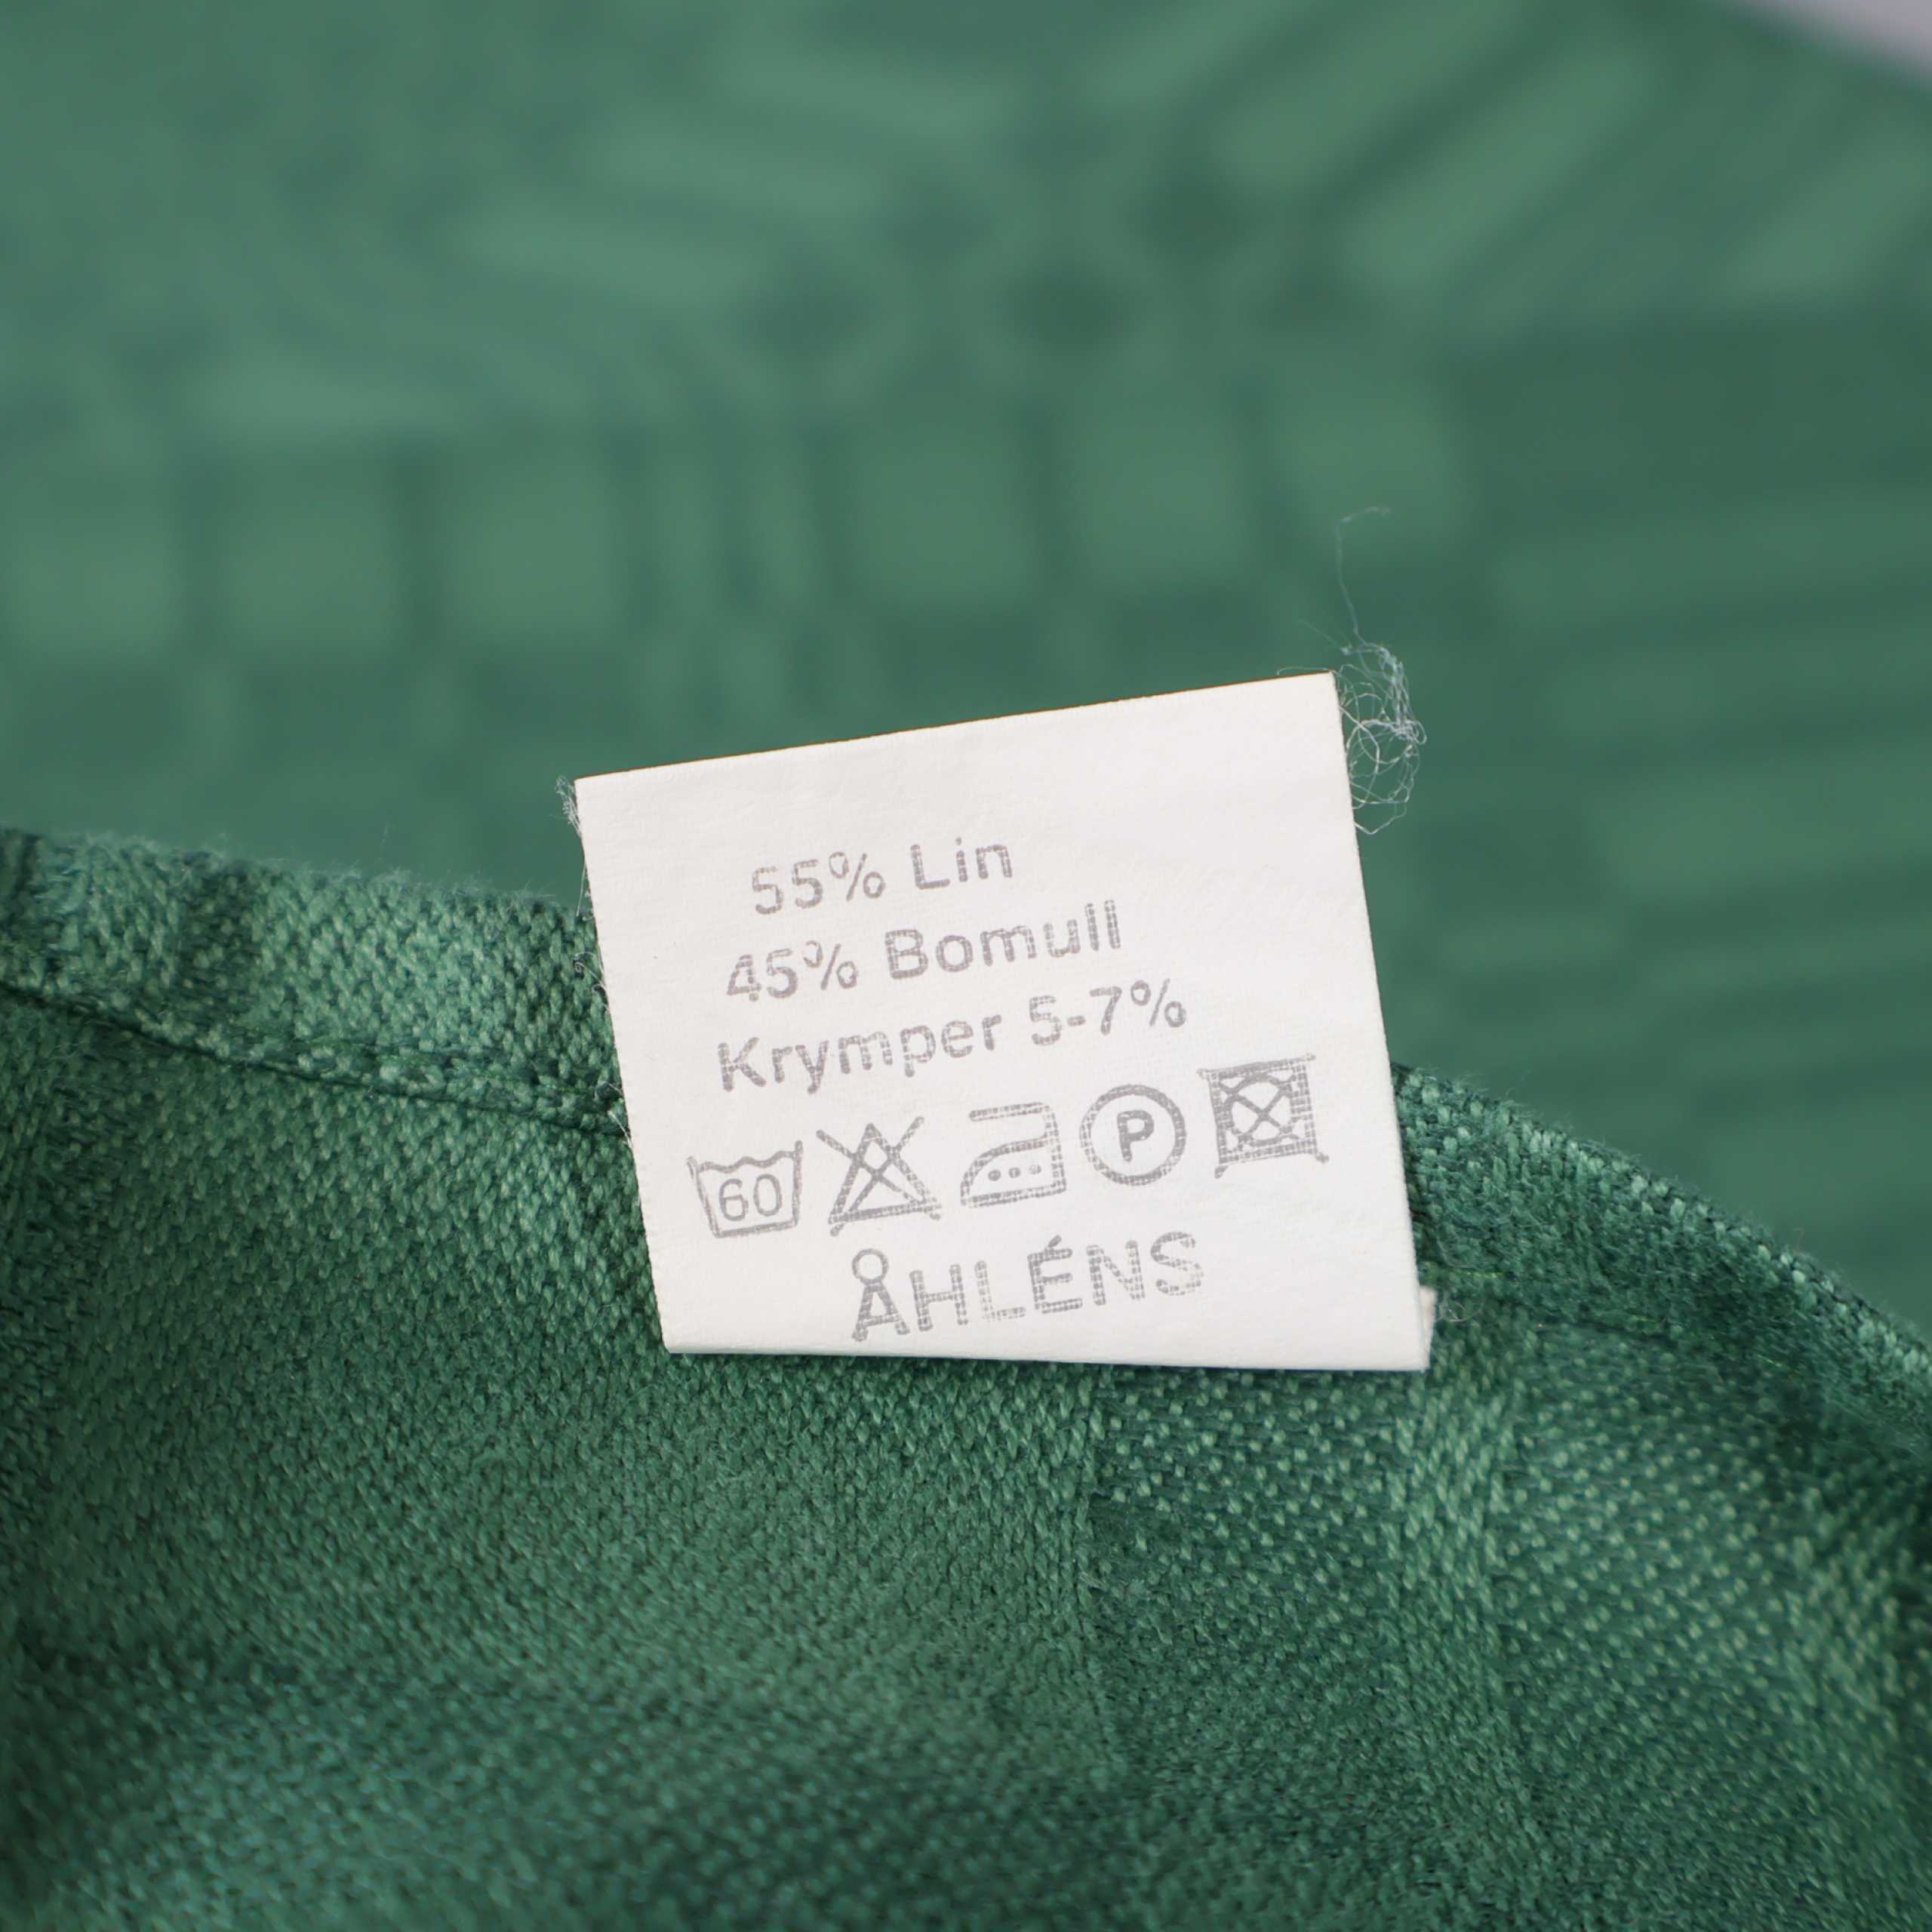 55% Lin
45% Bomull
Krymper 5-7%
60 P
ÅHLÉNS